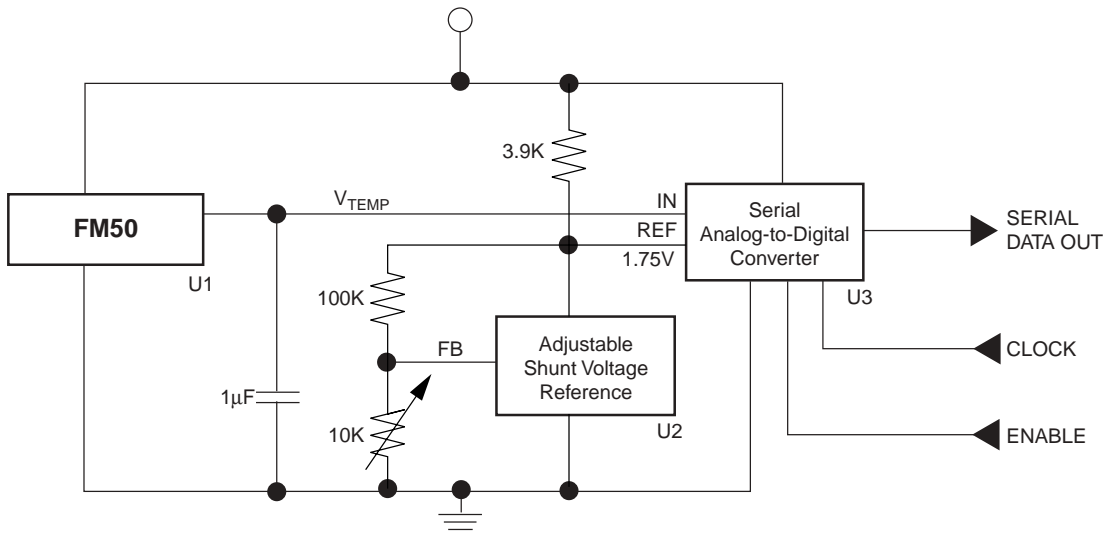 3.9K
V_TEMP
IN
FM50
U1
REF
1.75V
Serial
Analog-to-Digital
Converter
U3
SERIAL
DATA OUT
100K
FB
Adjustable
Shunt Voltage
Reference
U2
CLOCK
1μF
10K
ENABLE